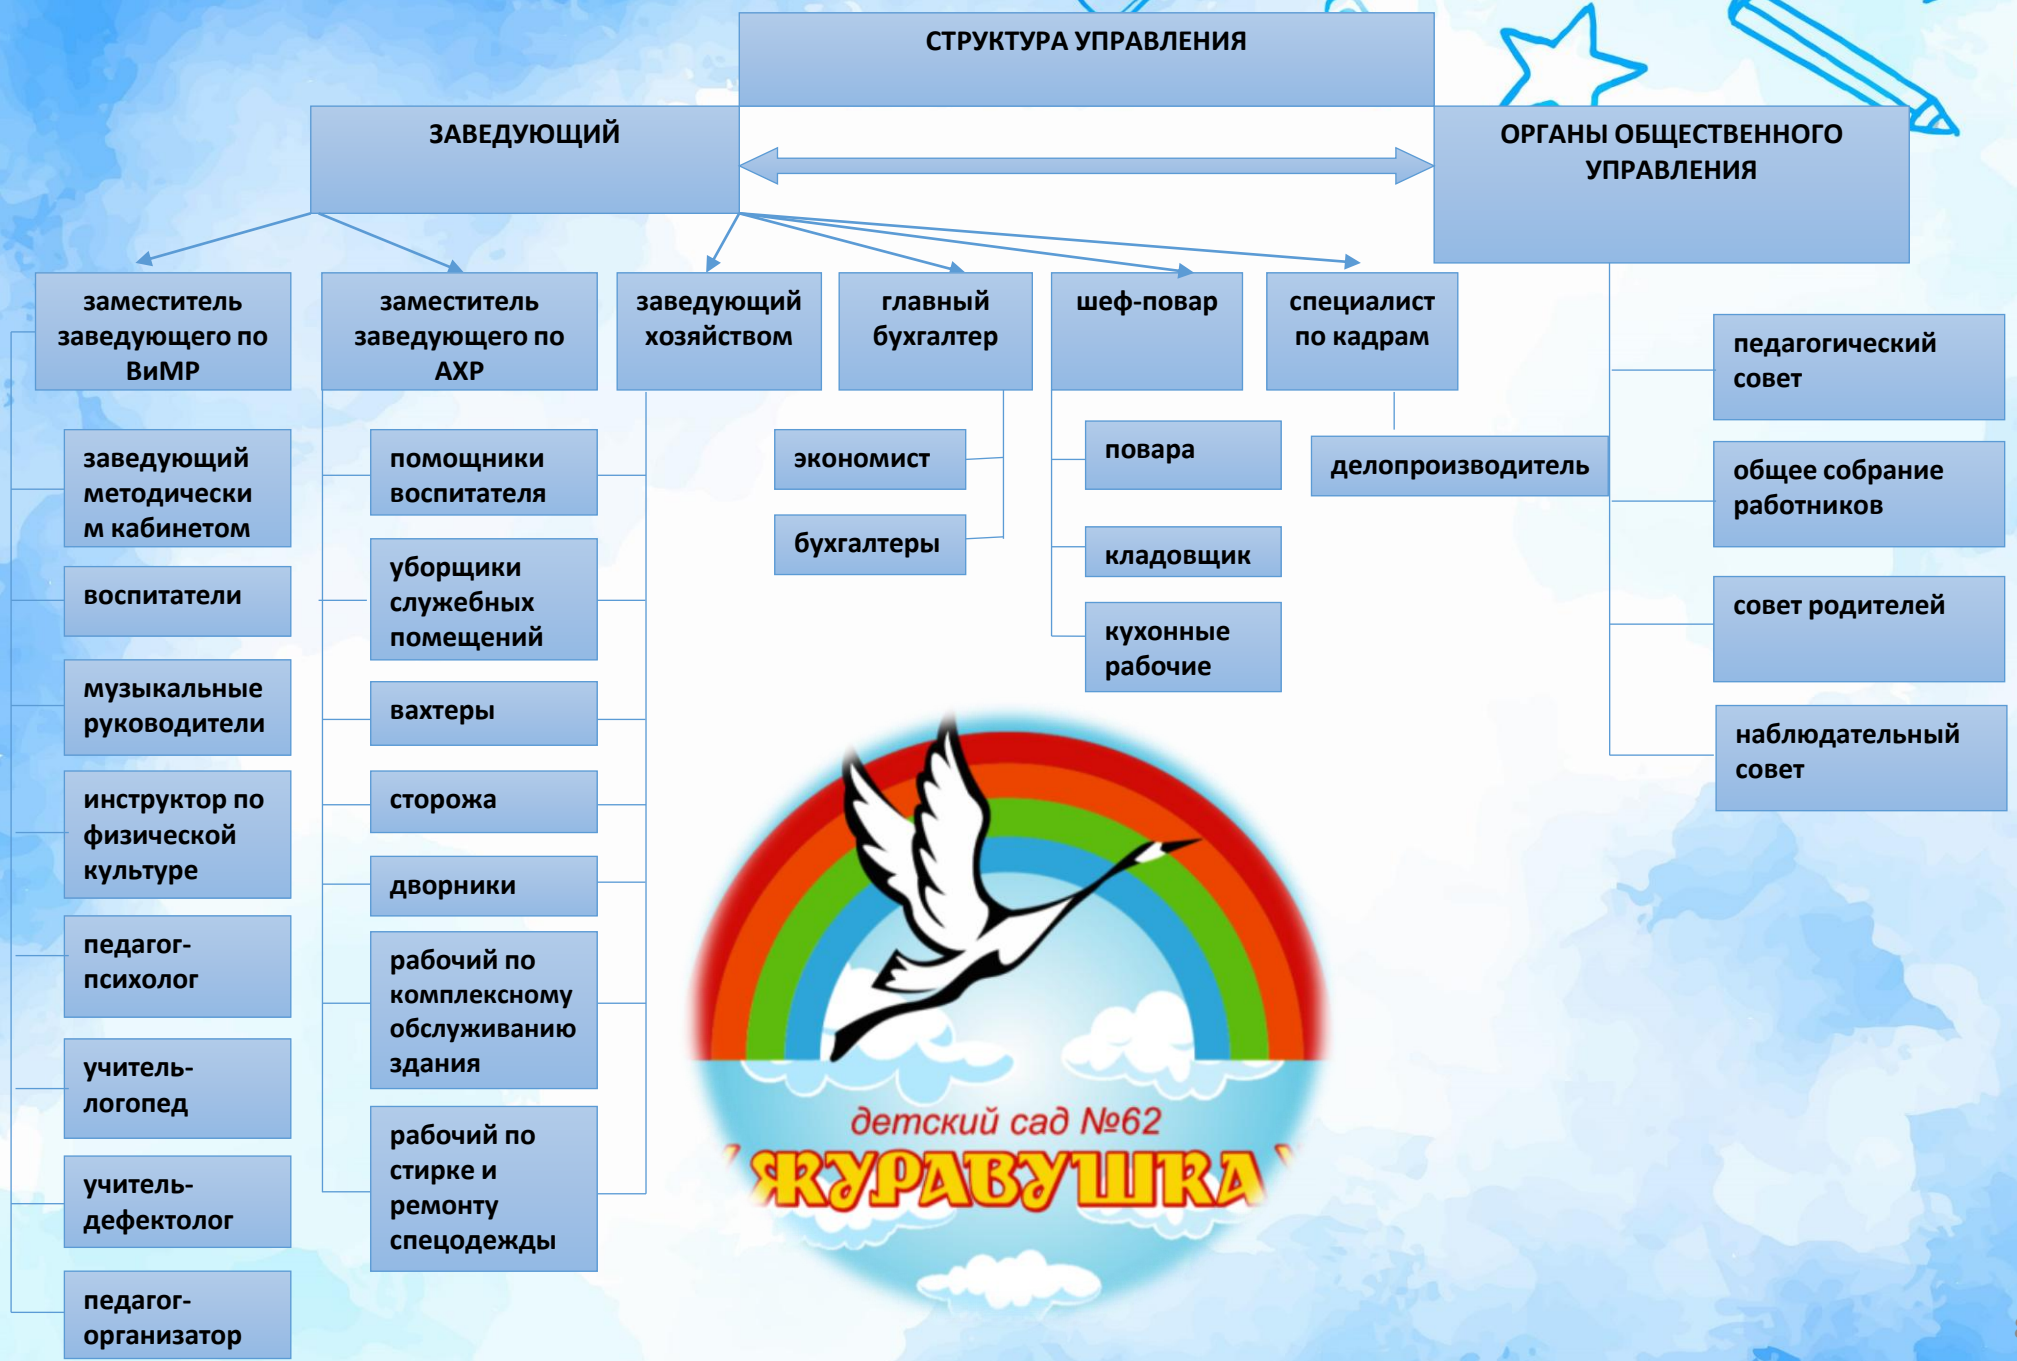 СТРУКТУРА УПРАВЛЕНИЯ
ЗАВЕДУЮЩИЙ
ОРГАНЫ ОБЩЕСТВЕННОГО
УПРАВЛЕНИЯ
заместитель
заведующего по
ВиМР
заместитель
заведующего по
АХР
заведующий
хозяйством
главный
бухгалтер
шеф-повар
специалист
по кадрам
заведующий
методически
м кабинетом
воспитатели
музыкальные
руководители
инструктор по
физической
культуре
педагог-
психолог
учитель-
логопед
учитель-
дефектолог
педагог-
организатор
помощники
воспитателя
уборщики
служебных
помещений
вахтеры
сторожа
дворники
рабочий по
комплексному
обслуживанию
здания
рабочий по
стирке и
ремонту
спецодежды
экономист
бухгалтеры
повара
кладовщик
кухонные
рабочие
делопроизводитель
педагогический
совет
общее собрание
работников
совет родителей
наблюдательный
совет
детский сад №62
ЖУРАВУШКА